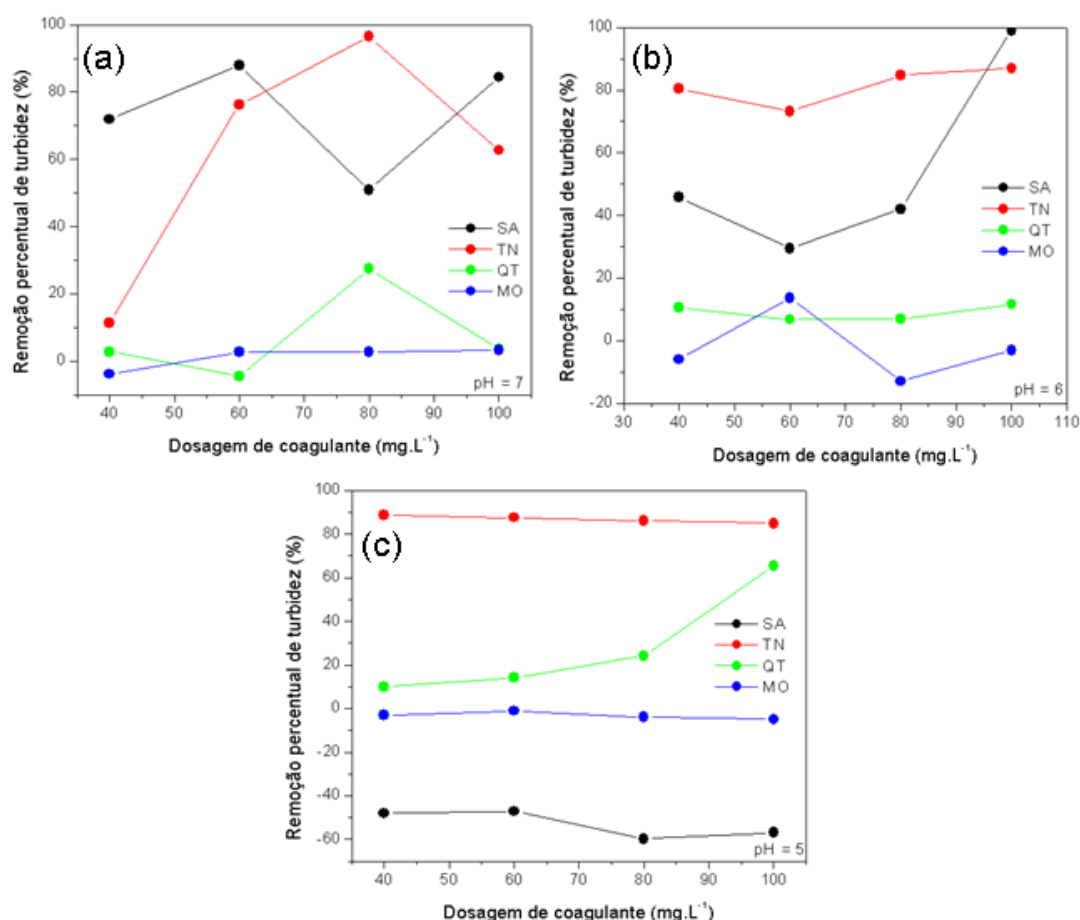 (a)
Remoção percentual de turbidez (%)
100
80
60
40
20
0
SA
TN
QT
MO
pH = 7
40 50 60 70 80 90 100
Dosagem de coagulante (mg.L⁻¹)
(b)
Remoção percentual de turbidez (%)
100
80
60
40
20
0
-20
SA
TN
QT
MO
pH = 6
30 40 50 60 70 80 90 100 110
Dosagem de coagulante (mg.L⁻¹)
(c)
Remoção percentual de turbidez (%)
100
80
60
40
20
0
-20
-40
-60
SA
TN
QT
MO
pH = 5
40 50 60 70 80 90 100
Dosagem de coagulante (mg.L⁻¹)